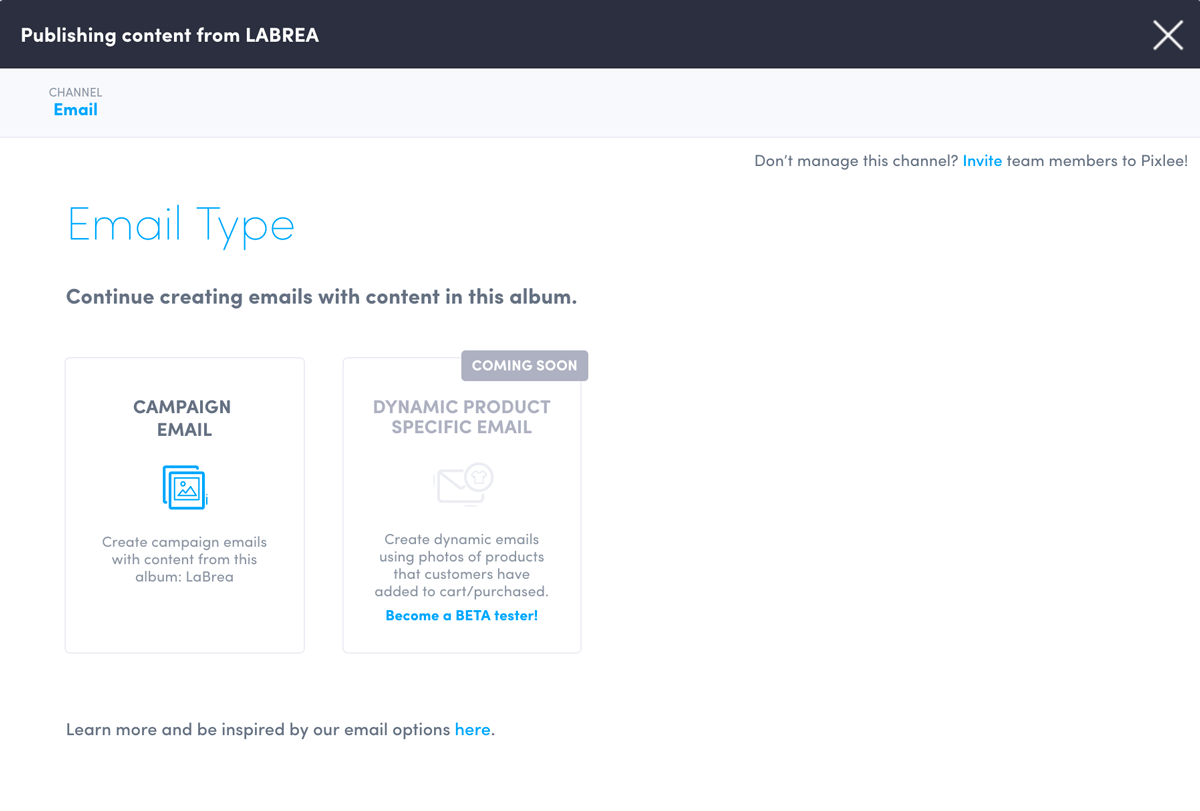 Publishing content from LABREA
CHANNEL
Email
Don't manage this channel? Invite team members to Pixlee!
Email Type
Continue creating emails with content in this album.
CAMPAIGN
EMAIL
Create campaign emails
with content from this
album: LaBrea
COMING SOON
DYNAMIC PRODUCT
SPECIFIC EMAIL
Create dynamic emails
using photos of products
that customers have
added to cart/purchased.
Become a BETA tester!
Learn more and be inspired by our email options here.